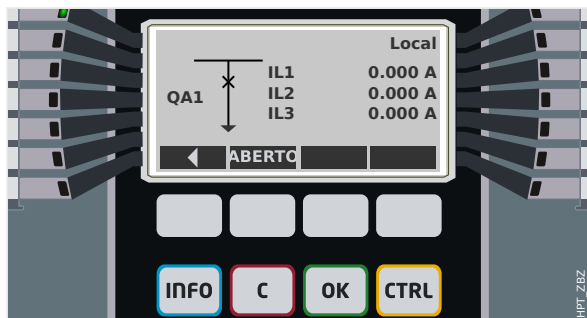 Local
IL1 0.000 A
QA1
IL2 0.000 A
IL3 0.000 A
ABERTO
INFO C OK CTRL
HPT_ZBZ